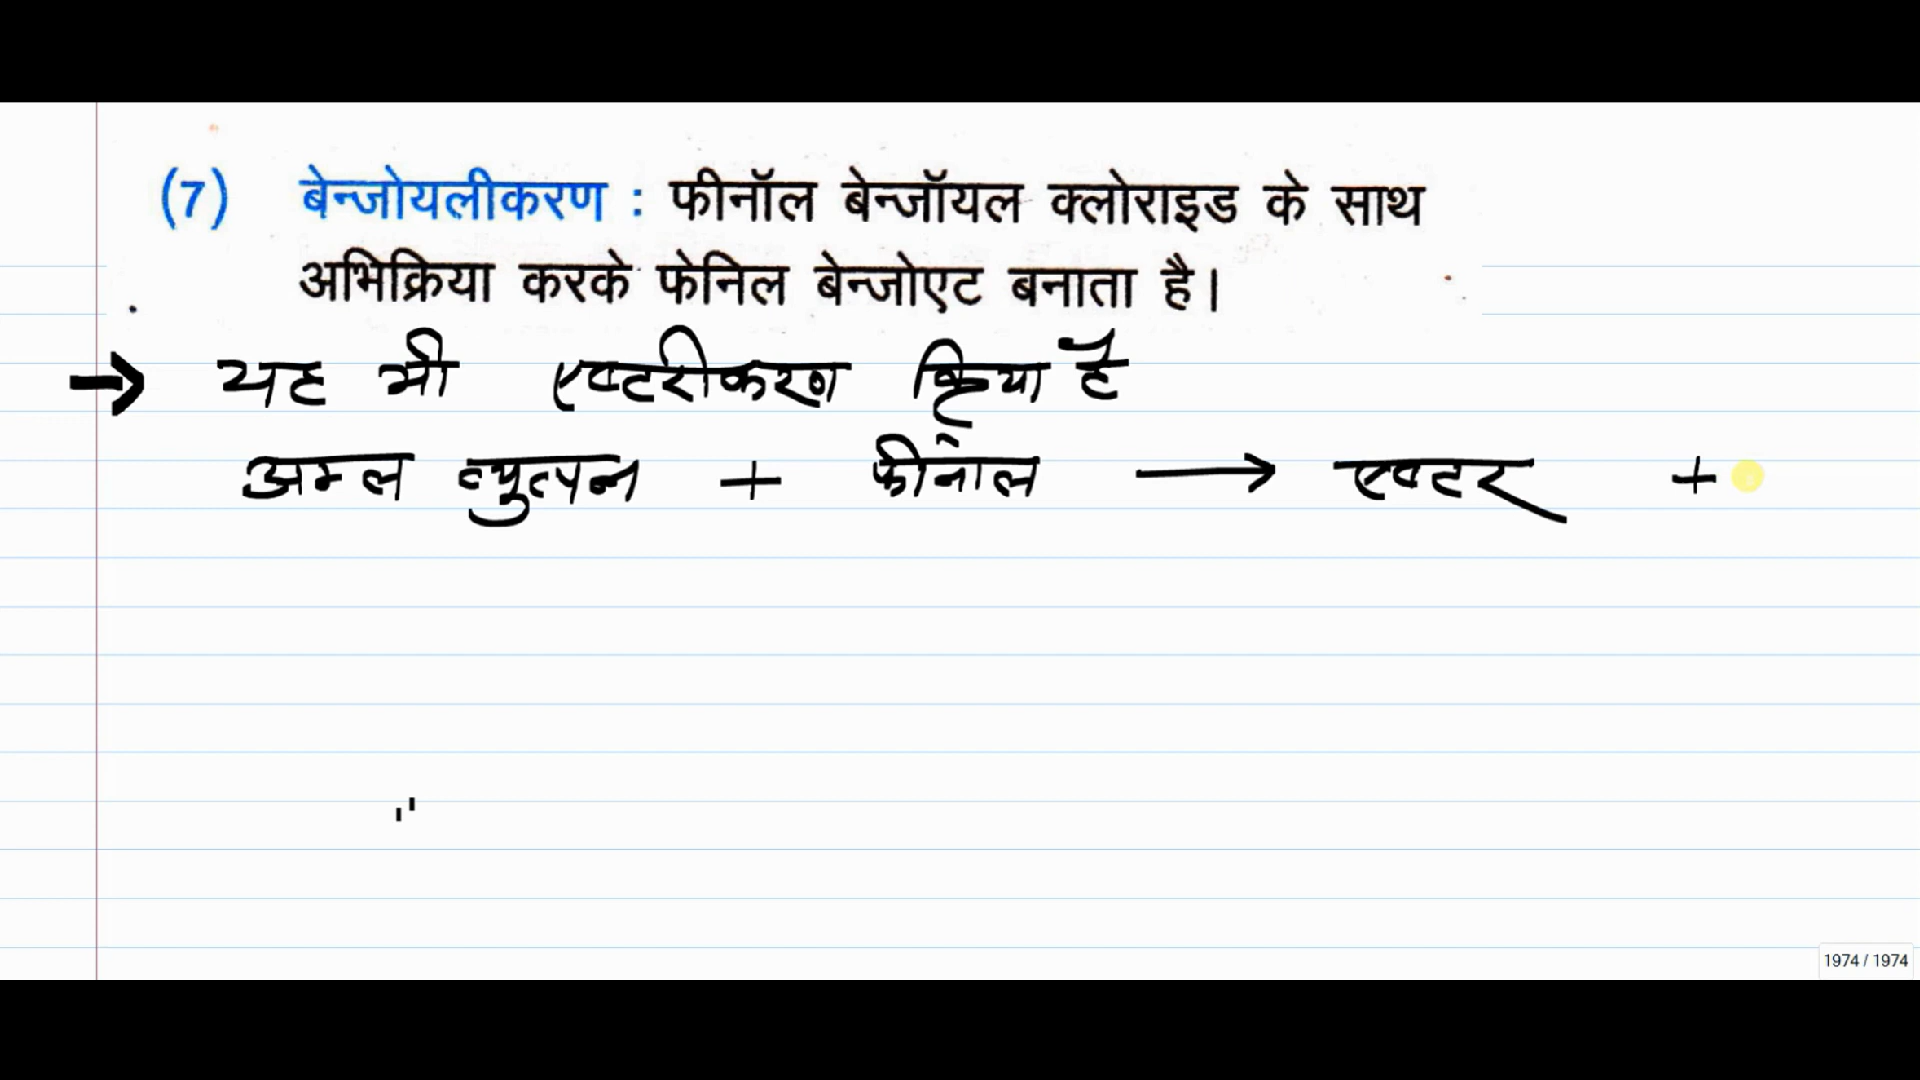 (7) बेन्जोयलीकरण : फीनॉल बेन्जॉयल क्लोराइड के साथ
अभिक्रिया करके फेनिल बेन्जोएट बनाता है।
→ यह भी एस्टरीकरण क्रिया है
अम्ल व्युत्पन्न + फीनॉल ⟶ एस्टर +
1974 / 1974